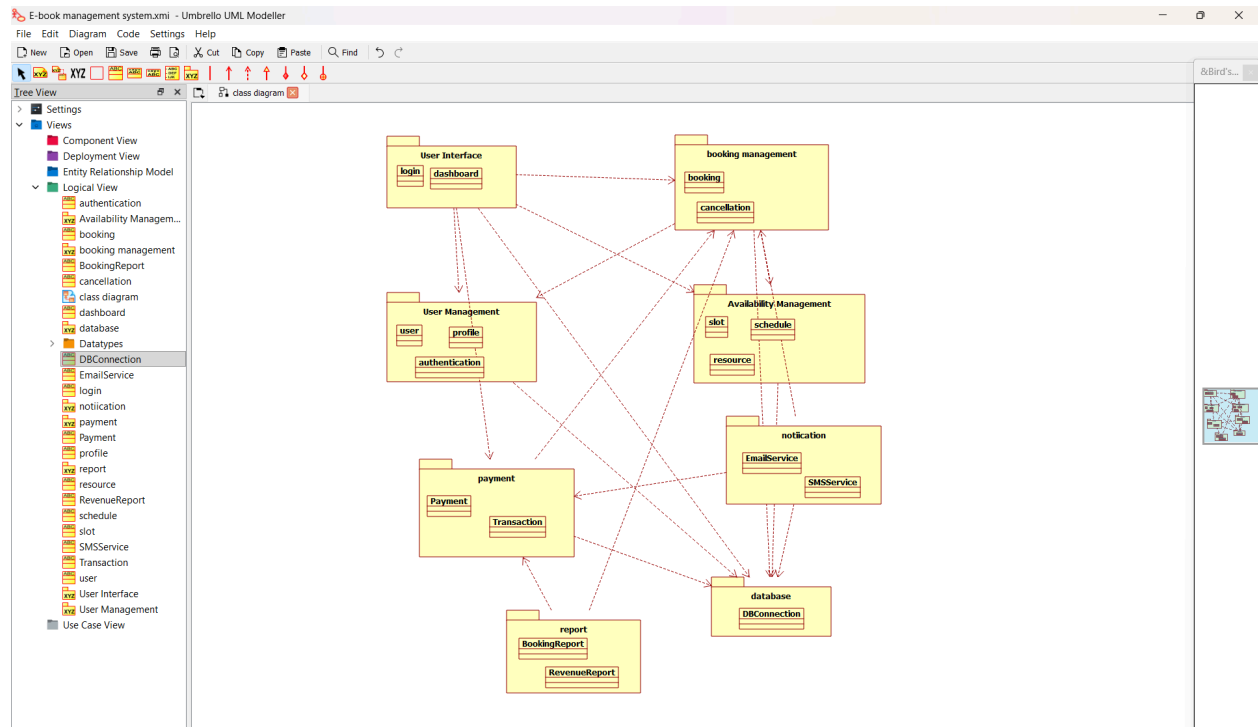 E-book management system.xmi - Umbrello UML Modeller
File Edit Diagram Code Settings Help
New Open Save Cut Copy Paste Find
XYZ
Tree View
class diagram
&Bird's...
Settings
Views
Component View
Deployment View
Entity Relationship Model
Logical View
authentication
Availability Managem...
booking
booking management
BookingReport
cancellation
class diagram
dashboard
database
Datatypes
DBConnection
EmailService
login
notiication
payment
Payment
profile
report
resource
RevenueReport
schedule
slot
SMSService
Transaction
user
User Interface
User Management
Use Case View
User Interface
login
dashboard
booking management
booking
cancellation
User Management
user
profile
authentication
Availability Management
slot
schedule
resource
notiication
EmailService
SMSService
payment
Payment
Transaction
database
DBConnection
report
BookingReport
RevenueReport